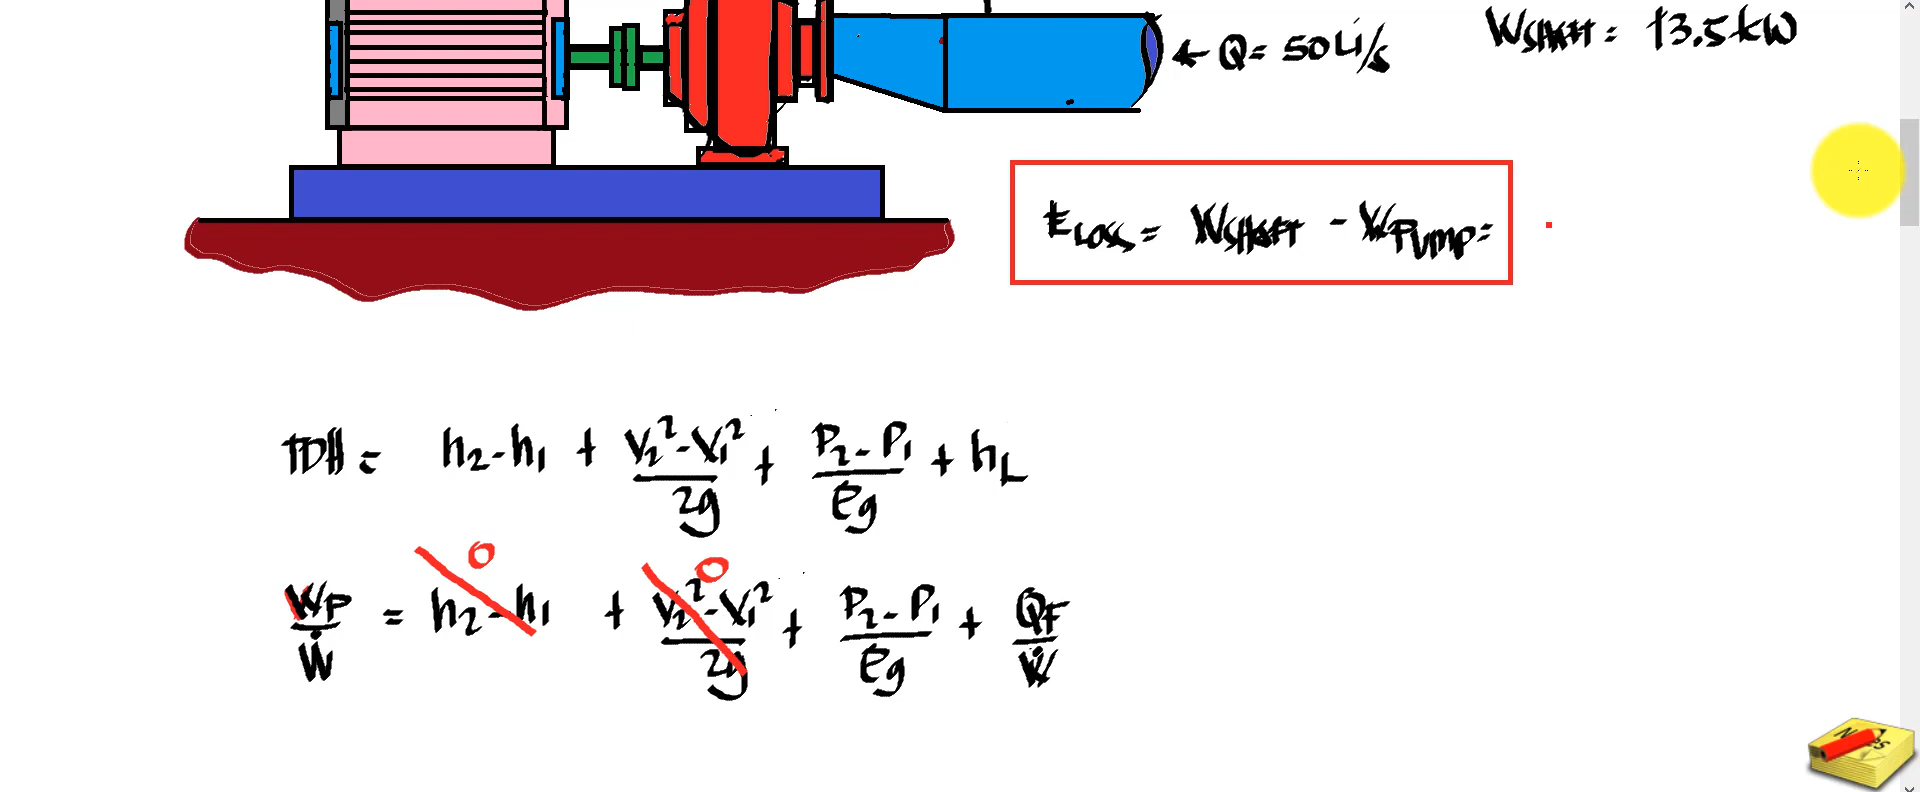 ← Q= 50 Li/s
WSHAFT = 13.5 kW
ELOSS = WSHAFT - WPUMP =
TDH = h₂-h₁ + V₂²-V₁²/2g + P₂-P₁/ρg + hL
WP/Ẇ = h₂-h₁ 0 + V₂²-V₁²/2g 0 + P₂-P₁/ρg + QF/Ẇ